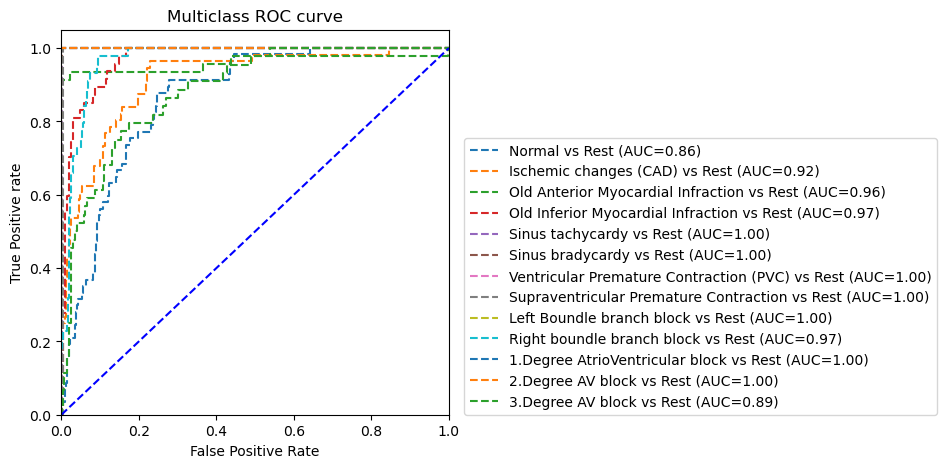 Multiclass ROC curve
1.0
0.8
0.6
0.4
0.2
0.0
True Positive rate
0.0 0.2 0.4 0.6 0.8 1.0
False Positive Rate
Normal vs Rest (AUC=0.86)
Ischemic changes (CAD) vs Rest (AUC=0.92)
Old Anterior Myocardial Infraction vs Rest (AUC=0.96)
Old Inferior Myocardial Infraction vs Rest (AUC=0.97)
Sinus tachycardy vs Rest (AUC=1.00)
Sinus bradycardy vs Rest (AUC=1.00)
Ventricular Premature Contraction (PVC) vs Rest (AUC=1.00)
Supraventricular Premature Contraction vs Rest (AUC=1.00)
Left Boundle branch block vs Rest (AUC=1.00)
Right boundle branch block vs Rest (AUC=0.97)
1.Degree AtrioVentricular block vs Rest (AUC=1.00)
2.Degree AV block vs Rest (AUC=1.00)
3.Degree AV block vs Rest (AUC=0.89)